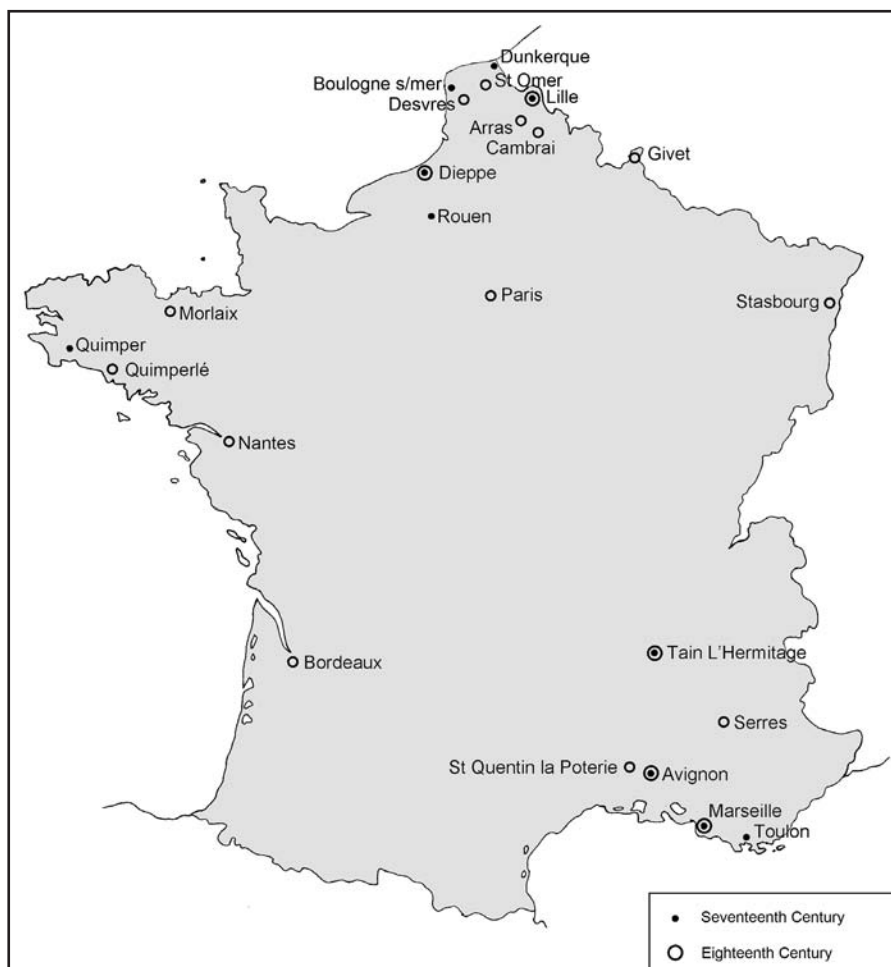 Dunkerque
Boulogne s/mer
St Omer
Desvres
Lille
Arras
Cambrai
Givet
Dieppe
Rouen
Paris
Stasbourg
Morlaix
Quimper
Quimperlé
Nantes
Bordeaux
Tain L'Hermitage
Serres
St Quentin la Poterie
Avignon
Marseille
Toulon
Seventeenth Century
Eighteenth Century